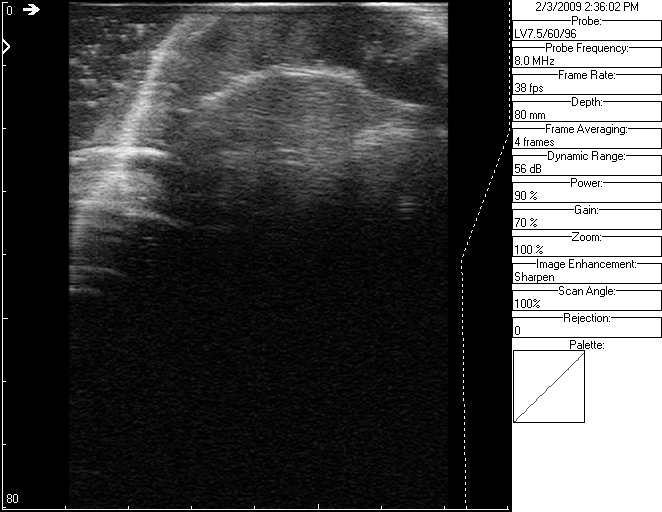 0
80
2/3/2009 2:36:02 PM
Probe:
LV7.5/60/96
Probe Frequency:
8.0 MHz
Frame Rate:
38 fps
Depth:
80 mm
Frame Averaging:
4 frames
Dynamic Range:
56 dB
Power:
90 %
Gain:
70 %
Zoom:
100 %
Image Enhancement:
Sharpen
Scan Angle:
100%
Rejection:
0
Palette: